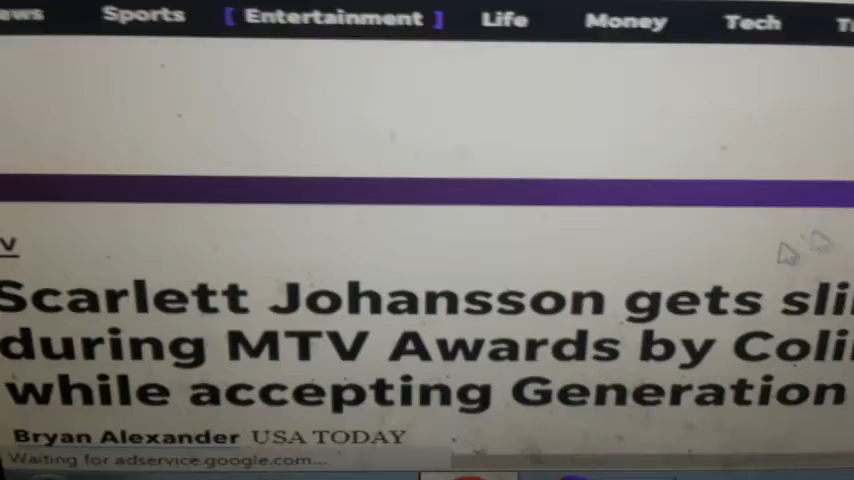 ews Sports [ Entertainment ] Life Money Tech
V
Scarlett Johansson gets sli
during MTV Awards by Coli
while accepting Generation
Bryan Alexander USA TODAY
Waiting for adservice.google.com...